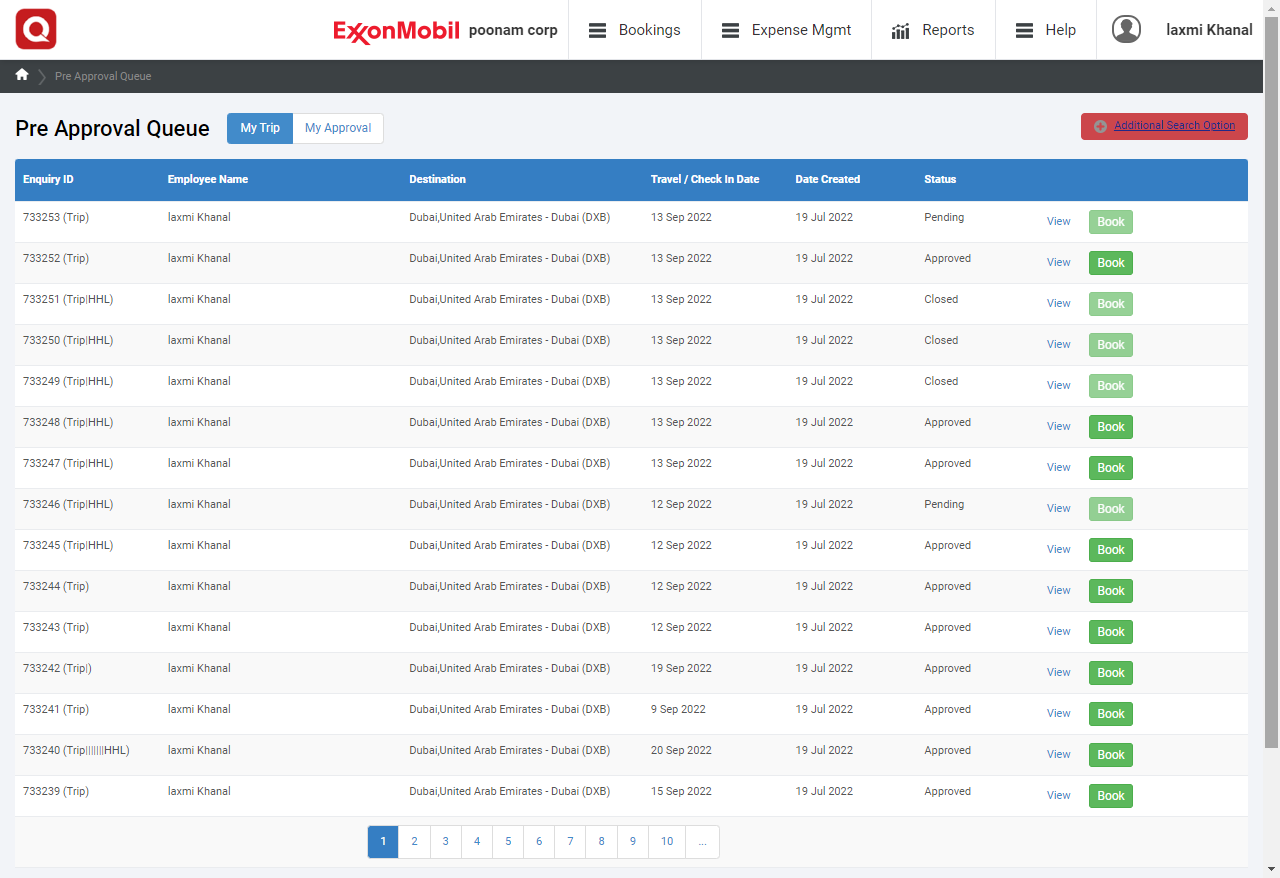 Q ExxonMobil poonam corp Bookings Expense Mgmt Reports Help laxmi Khanal
Pre Approval Queue
Pre Approval Queue My Trip My Approval Additional Search Option
Enquiry ID Employee Name Destination Travel / Check In Date Date Created Status
733253 (Trip) laxmi Khanal Dubai,United Arab Emirates - Dubai (DXB) 13 Sep 2022 19 Jul 2022 Pending View Book
733252 (Trip) laxmi Khanal Dubai,United Arab Emirates - Dubai (DXB) 13 Sep 2022 19 Jul 2022 Approved View Book
733251 (Trip|HHL) laxmi Khanal Dubai,United Arab Emirates - Dubai (DXB) 13 Sep 2022 19 Jul 2022 Closed View Book
733250 (Trip|HHL) laxmi Khanal Dubai,United Arab Emirates - Dubai (DXB) 13 Sep 2022 19 Jul 2022 Closed View Book
733249 (Trip|HHL) laxmi Khanal Dubai,United Arab Emirates - Dubai (DXB) 13 Sep 2022 19 Jul 2022 Closed View Book
733248 (Trip|HHL) laxmi Khanal Dubai,United Arab Emirates - Dubai (DXB) 13 Sep 2022 19 Jul 2022 Approved View Book
733247 (Trip|HHL) laxmi Khanal Dubai,United Arab Emirates - Dubai (DXB) 13 Sep 2022 19 Jul 2022 Approved View Book
733246 (Trip|HHL) laxmi Khanal Dubai,United Arab Emirates - Dubai (DXB) 12 Sep 2022 19 Jul 2022 Pending View Book
733245 (Trip|HHL) laxmi Khanal Dubai,United Arab Emirates - Dubai (DXB) 12 Sep 2022 19 Jul 2022 Approved View Book
733244 (Trip) laxmi Khanal Dubai,United Arab Emirates - Dubai (DXB) 12 Sep 2022 19 Jul 2022 Approved View Book
733243 (Trip) laxmi Khanal Dubai,United Arab Emirates - Dubai (DXB) 12 Sep 2022 19 Jul 2022 Approved View Book
733242 (Trip|) laxmi Khanal Dubai,United Arab Emirates - Dubai (DXB) 19 Sep 2022 19 Jul 2022 Approved View Book
733241 (Trip) laxmi Khanal Dubai,United Arab Emirates - Dubai (DXB) 9 Sep 2022 19 Jul 2022 Approved View Book
733240 (Trip|||||||HHL) laxmi Khanal Dubai,United Arab Emirates - Dubai (DXB) 20 Sep 2022 19 Jul 2022 Approved View Book
733239 (Trip) laxmi Khanal Dubai,United Arab Emirates - Dubai (DXB) 15 Sep 2022 19 Jul 2022 Approved View Book
1 2 3 4 5 6 7 8 9 10 ...